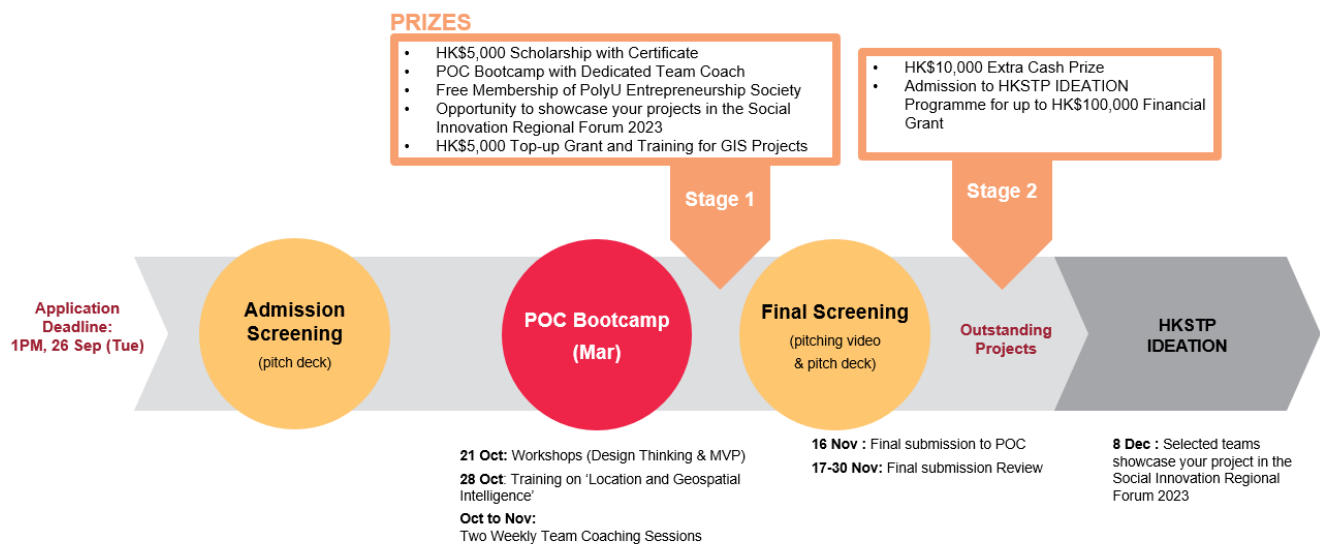 PRIZES
• HK$5,000 Scholarship with Certificate
• POC Bootcamp with Dedicated Team Coach
• Free Membership of PolyU Entrepreneurship Society
• Opportunity to showcase your projects in the Social
Innovation Regional Forum 2023
• HK$5,000 Top-up Grant and Training for GIS Projects
• HK$10,000 Extra Cash Prize
• Admission to HKSTP IDEATION
Programme for up to HK$100,000 Financial
Grant
Stage 1
Stage 2
Application
Deadline:
1PM, 26 Sep (Tue)
Admission
Screening
(pitch deck)
POC Bootcamp
(Mar)
Final Screening
(pitching video
& pitch deck)
Outstanding
Projects
HKSTP
IDEATION
21 Oct: Workshops (Design Thinking & MVP)
28 Oct: Training on ‘Location and Geospatial
Intelligence’
Oct to Nov:
Two Weekly Team Coaching Sessions
16 Nov : Final submission to POC
17-30 Nov: Final submission Review
8 Dec : Selected teams
showcase your project in the
Social Innovation Regional
Forum 2023